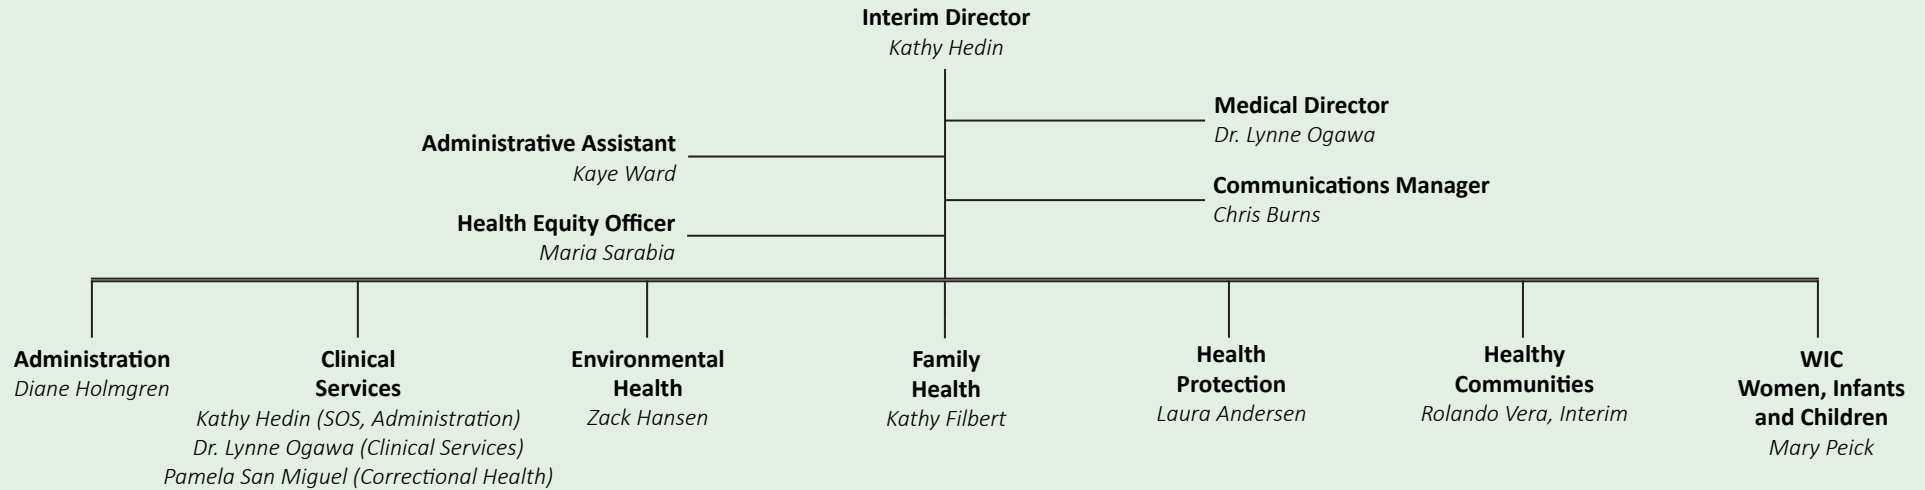 Interim Director
Kathy Hedin
Medical Director
Dr. Lynne Ogawa
Administrative Assistant
Kaye Ward
Communications Manager
Chris Burns
Health Equity Officer
Maria Sarabia
Administration
Diane Holmgren
Clinical
Services
Kathy Hedin (SOS, Administration)
Dr. Lynne Ogawa (Clinical Services)
Pamela San Miguel (Correctional Health)
Environmental
Health
Zack Hansen
Family
Health
Kathy Filbert
Health
Protection
Laura Andersen
Healthy
Communities
Rolando Vera, Interim
WIC
Women, Infants
and Children
Mary Peick